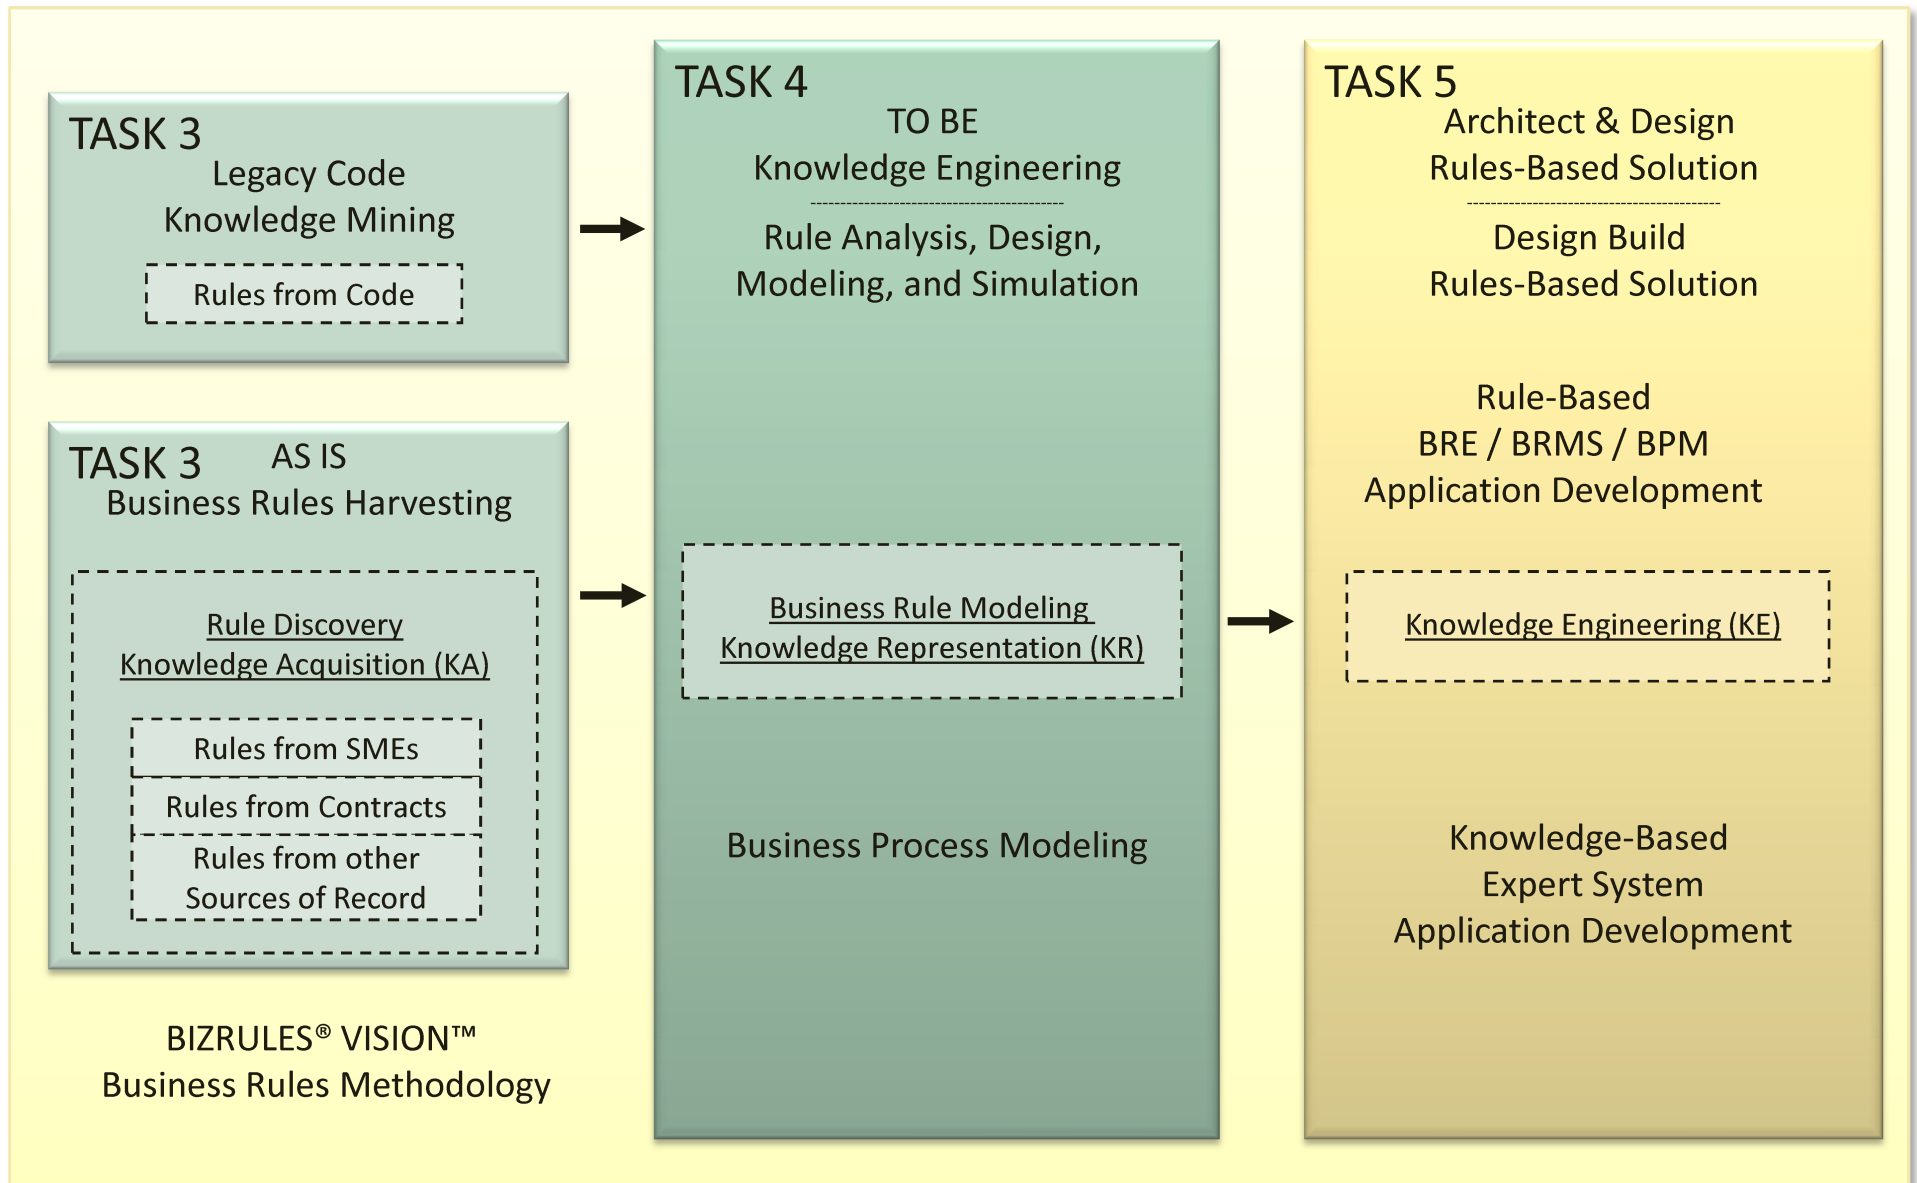 TASK 3
Legacy Code
Knowledge Mining
Rules from Code
TASK 3
AS IS
Business Rules Harvesting
Rule Discovery
Knowledge Acquisition (KA)
Rules from SMEs
Rules from Contracts
Rules from other
Sources of Record
BIZRULES® VISION™
Business Rules Methodology
TASK 4
TO BE
Knowledge Engineering
Rule Analysis, Design,
Modeling, and Simulation
Business Rule Modeling
Knowledge Representation (KR)
Business Process Modeling
TASK 5
Architect & Design
Rules-Based Solution
Design Build
Rules-Based Solution
Rule-Based
BRE / BRMS / BPM
Application Development
Knowledge Engineering (KE)
Knowledge-Based
Expert System
Application Development